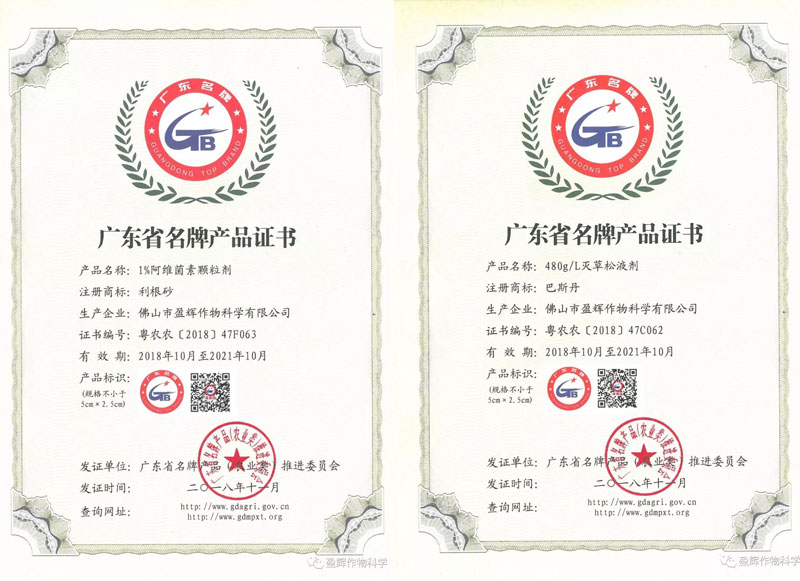 广东名牌
GTB
GUANGDONG TOP BRAND
广东省名牌产品证书
产品名称：1%阿维菌素颗粒剂
注册商标：利根砂
生产企业：佛山市盈辉作物科学有限公司
证书编号：粤农农〔2018〕47F063
有 效 期：2018年10月至2021年10月
产品标识：
(规格不小于
5cm×2.5cm)
发证单位：广东省名牌产品（农业类）推进委员会
发证时间：二〇一八年十一月
查询网址：
http://www.gdagri.gov.cn
http://www.gdmpxt.org
广东名牌
GTB
GUANGDONG TOP BRAND
广东省名牌产品证书
产品名称：480g/L灭草松液剂
注册商标：巴斯丹
生产企业：佛山市盈辉作物科学有限公司
证书编号：粤农农〔2018〕47C062
有 效 期：2018年10月至2021年10月
产品标识：
(规格不小于
5cm×2.5cm)
发证单位：广东省名牌产品（农业类）推进委员会
发证时间：二〇一八年十一月
查询网址：
http://www.gdagri.gov.cn
http://www.gdmpxt.org
盈辉作物科学
盈辉作物科学